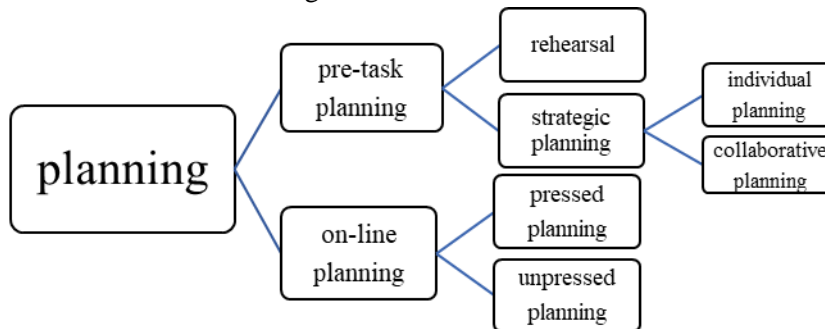 planning
pre-task
planning
rehearsal
strategic
planning
individual
planning
collaborative
planning
on-line
planning
pressed
planning
unpressed
planning